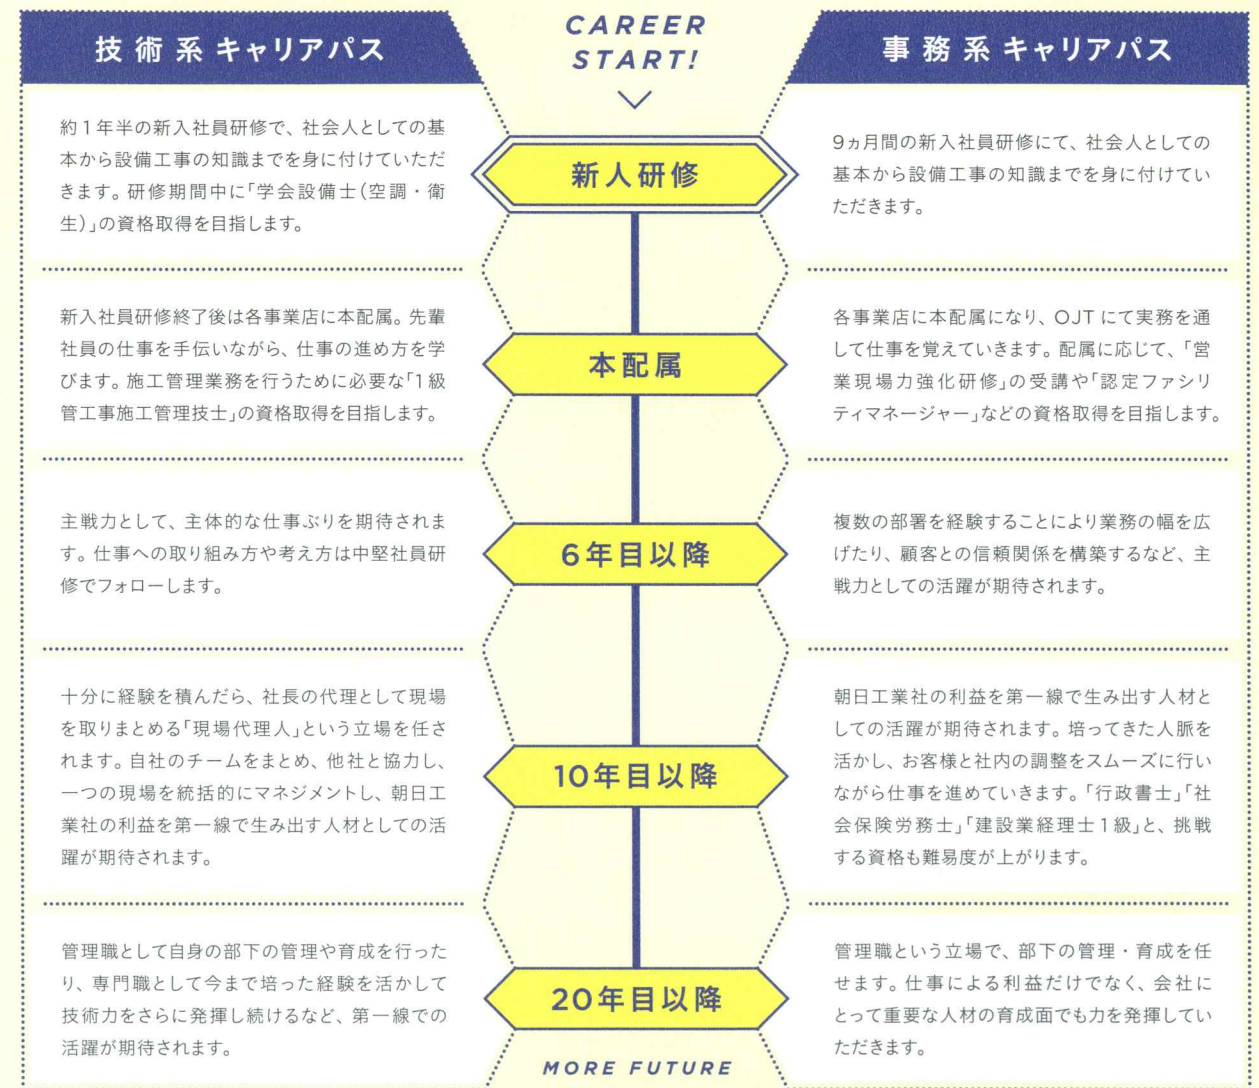 技術系キャリアパス
CAREER
START!
事務系キャリアパス
新人研修
約1年半の新入社員研修で、社会人としての基
本から設備工事の知識までを身に付けていただ
きます。研修期間中に「学会設備士(空調・衛
生)」の資格取得を目指します。
9ヵ月間の新入社員研修にて、社会人としての
基本から設備工事の知識までを身に付けてい
ただきます。
本配属
新入社員研修終了後は各事業店に本配属。先輩
社員の仕事を手伝いながら、仕事の進め方を学
びます。施工管理業務を行うために必要な「1級
管工事施工管理技士」の資格取得を目指します。
各事業店に本配属になり、OJTにて実務を通
して仕事を覚えていきます。配属に応じて、「営
業現場力強化研修」の受講や「認定ファシリ
ティマネージャー」などの資格取得を目指します。
6年目以降
主戦力として、主体的な仕事ぶりを期待されま
す。仕事への取り組み方や考え方は中堅社員研
修でフォローします。
複数の部署を経験することにより業務の幅を広
げたり、顧客との信頼関係を構築するなど、主
戦力としての活躍が期待されます。
10年目以降
十分に経験を積んだら、社長の代理として現場
を取りまとめる「現場代理人」という立場を任さ
れます。自社のチームをまとめ、他社と協力し、
一つの現場を統括的にマネジメントし、朝日工
業社の利益を第一線で生み出す人材としての活
躍が期待されます。
朝日工業社の利益を第一線で生み出す人材と
しての活躍が期待されます。培ってきた人脈を
活かし、お客様と社内の調整をスムーズに行い
ながら仕事を進めていきます。「行政書士」「社
会保険労務士」「建設業経理士1級」と、挑戦
する資格も難易度が上がります。
20年目以降
管理職として自身の部下の管理や育成を行った
り、専門職として今まで培った経験を活かして
技術力をさらに発揮し続けるなど、第一線での
活躍が期待されます。
管理職という立場で、部下の管理・育成を任
せます。仕事による利益だけでなく、会社に
とって重要な人材の育成面でも力を発揮してい
ただきます。
MORE FUTURE